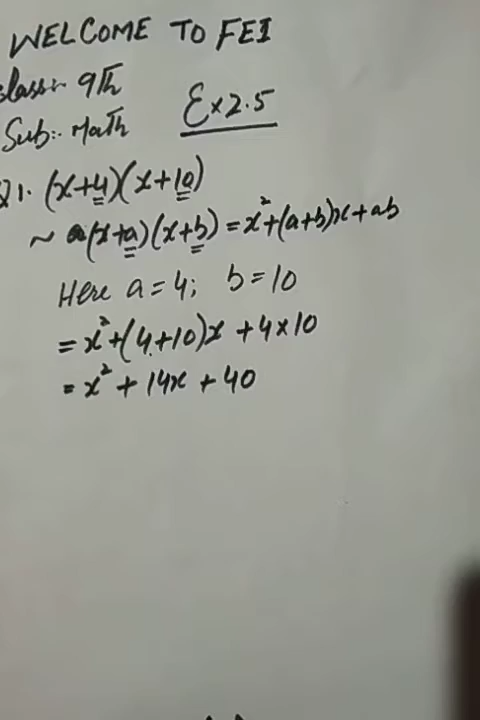 WELCOME TO FEI
class:- 9Th
Ex 2.5
Sub:- Math
Q1. (x+4)(x+10)
~ (x+a)(x+b) = x²+(a+b)x+ab
Here a=4; b=10
= x²+(4+10)x +4×10
= x² + 14x + 40